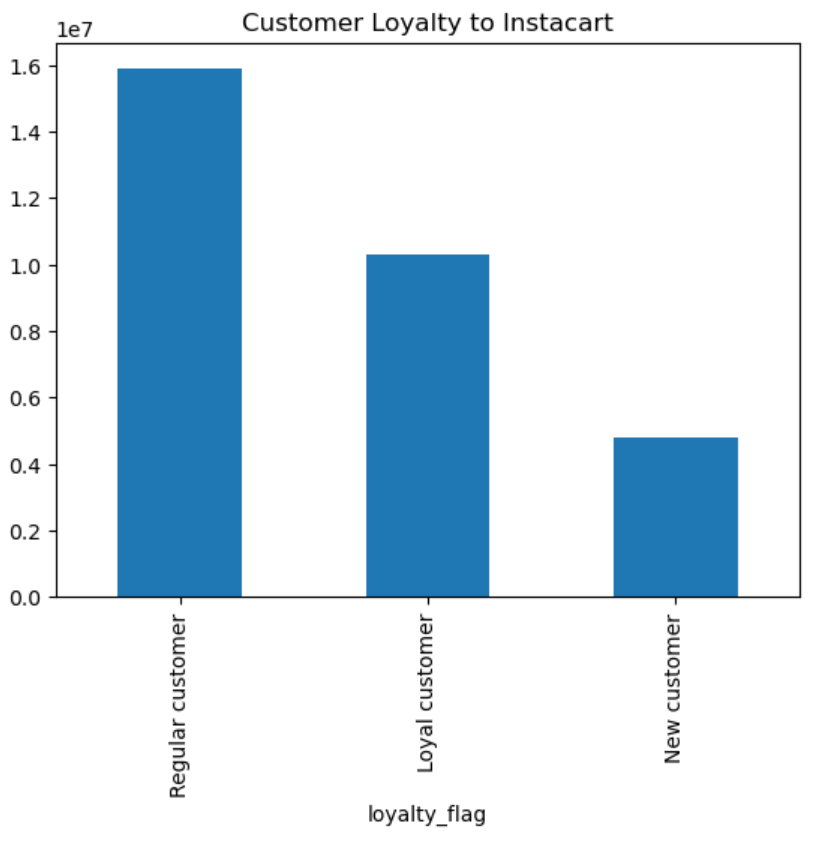 Customer Loyalty to Instacart
1e7
1.6
1.4
1.2
1.0
0.8
0.6
0.4
0.2
0.0
Regular customer
Loyal customer
New customer
loyalty_flag